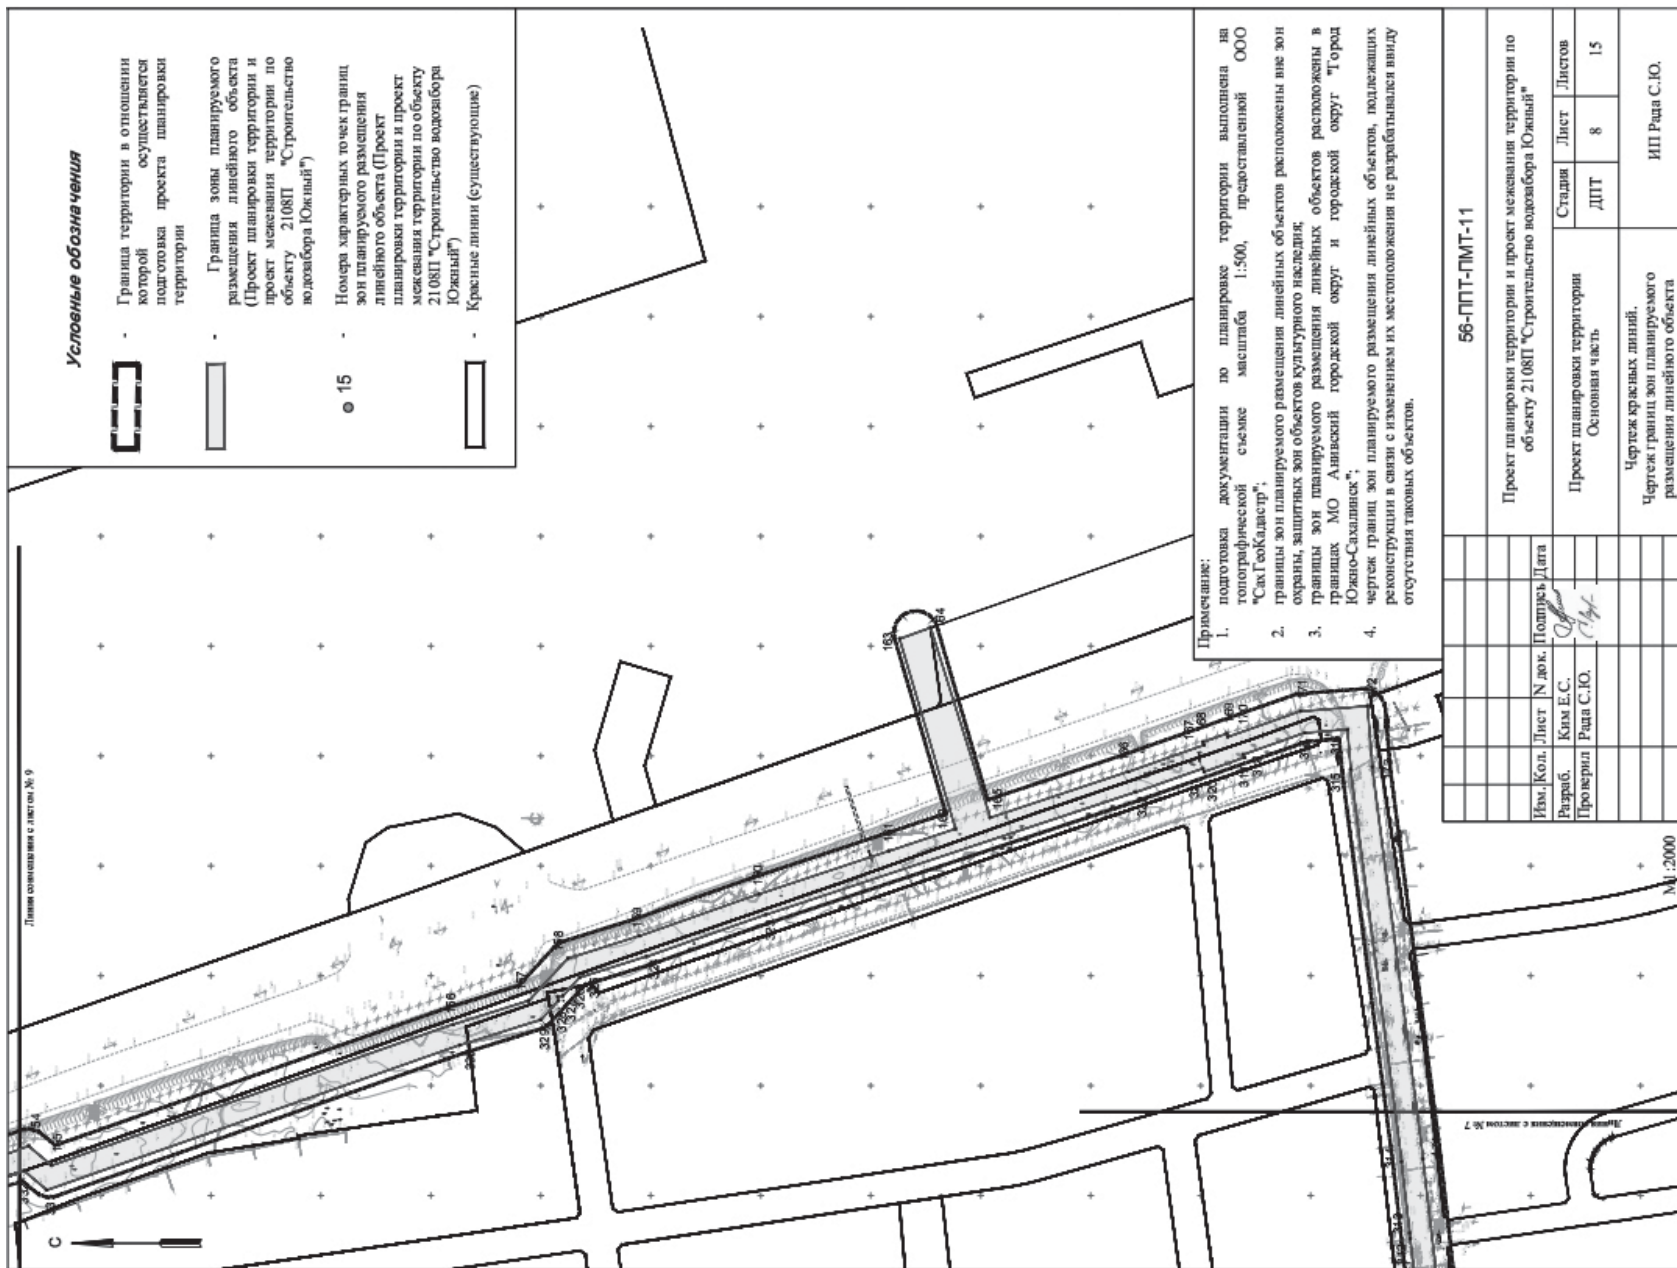 Условные обозначения
- Граница территории в отношении
которой осуществляется
подготовка проекта планировки
территории
- Граница зоны планируемого
размещения линейного объекта
(Проект планировки территории и
проект межевания территории по
объекту 2108П "Строительство
водозабора Южный")
15 - Номера характерных точек границ
зон планируемого размещения
линейного объекта (Проект
планировки территории и проект
межевания территории по объекту
2108П "Строительство водозабора
Южный")
- Красные линии (существующие)
Линия совмещения с листом № 9
Линия совмещения с листом № 7
С
163
164
Примечание:
1. подготовка документации по планировке территории выполнена на
топографической съемке масштаба 1:500, предоставленной ООО
"СахГеоКадастр";
2. границы зон планируемого размещения линейных объектов расположены вне зон
охраны, защитных зон объектов культурного наследия;
3. границы зон планируемого размещения линейных объектов расположены в
границах МО Анивский городской округ и городской округ "Город
Южно-Сахалинск";
4. чертеж границ зон планируемого размещения линейных объектов, подлежащих
реконструкции в связи с изменением их местоположения не разрабатывался ввиду
отсутствия таковых объектов.
56-ППТ-ПМТ-11
Проект планировки территории и проект межевания территории по
объекту 2108П "Строительство водозабора Южный"
Изм. Кол. Лист N док. Подпись Дата
Разраб. Ким Е.С.
Проверил Рада С.Ю.
Проект планировки территории
Основная часть
Стадия Лист Листов
ДПТ 8 15
Чертеж красных линий.
Чертеж границ зон планируемого
размещения линейного объекта
ИП Рада С.Ю.
М 1:2000